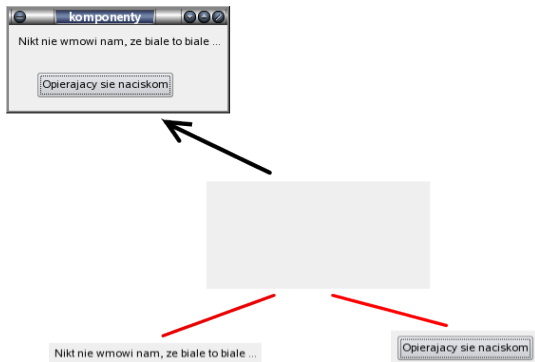 komponenty
Nikt nie wmowi nam, ze biale to biale ...
Opierajacy sie naciskom
Nikt nie wmowi nam, ze biale to biale ...
Opierajacy sie naciskom